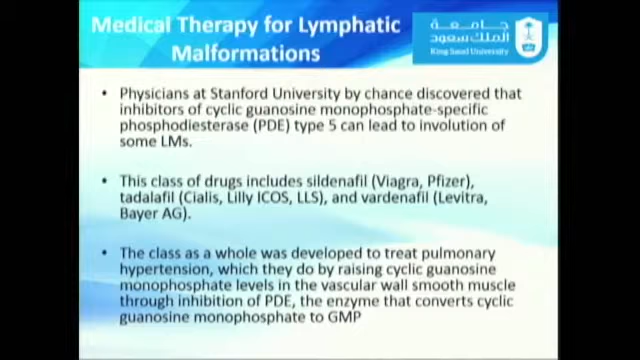 Medical Therapy for Lymphatic
Malformations
جامعة
الملك سعود
King Saud University
• Physicians at Stanford University by chance discovered that
inhibitors of cyclic guanosine monophosphate-specific
phosphodiesterase (PDE) type 5 can lead to involution of
some LMs.
• This class of drugs includes sildenafil (Viagra, Pfizer),
tadalafil (Cialis, Lilly ICOS, LLS), and vardenafil (Levitra,
Bayer AG).
• The class as a whole was developed to treat pulmonary
hypertension, which they do by raising cyclic guanosine
monophosphate levels in the vascular wall smooth muscle
through inhibition of PDE, the enzyme that converts cyclic
guanosine monophosphate to GMP